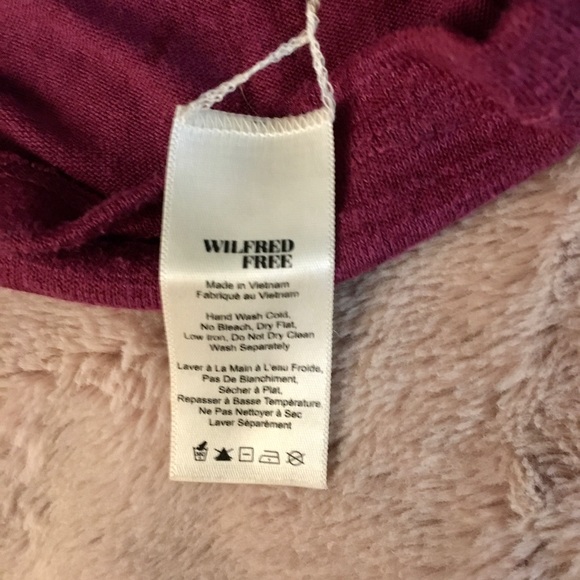 WILFRED
FREE
Made in Vietnam
Fabriqué au Vietnam
Hand Wash Cold,
No Bleach, Dry Flat,
Low Iron, Do Not Dry Clean
Wash Separately
Laver à La Main à L'eau Froide,
Pas De Blanchiment,
Sécher à Plat,
Repasser à Basse Température,
Ne Pas Nettoyer à Sec
Laver Séparément